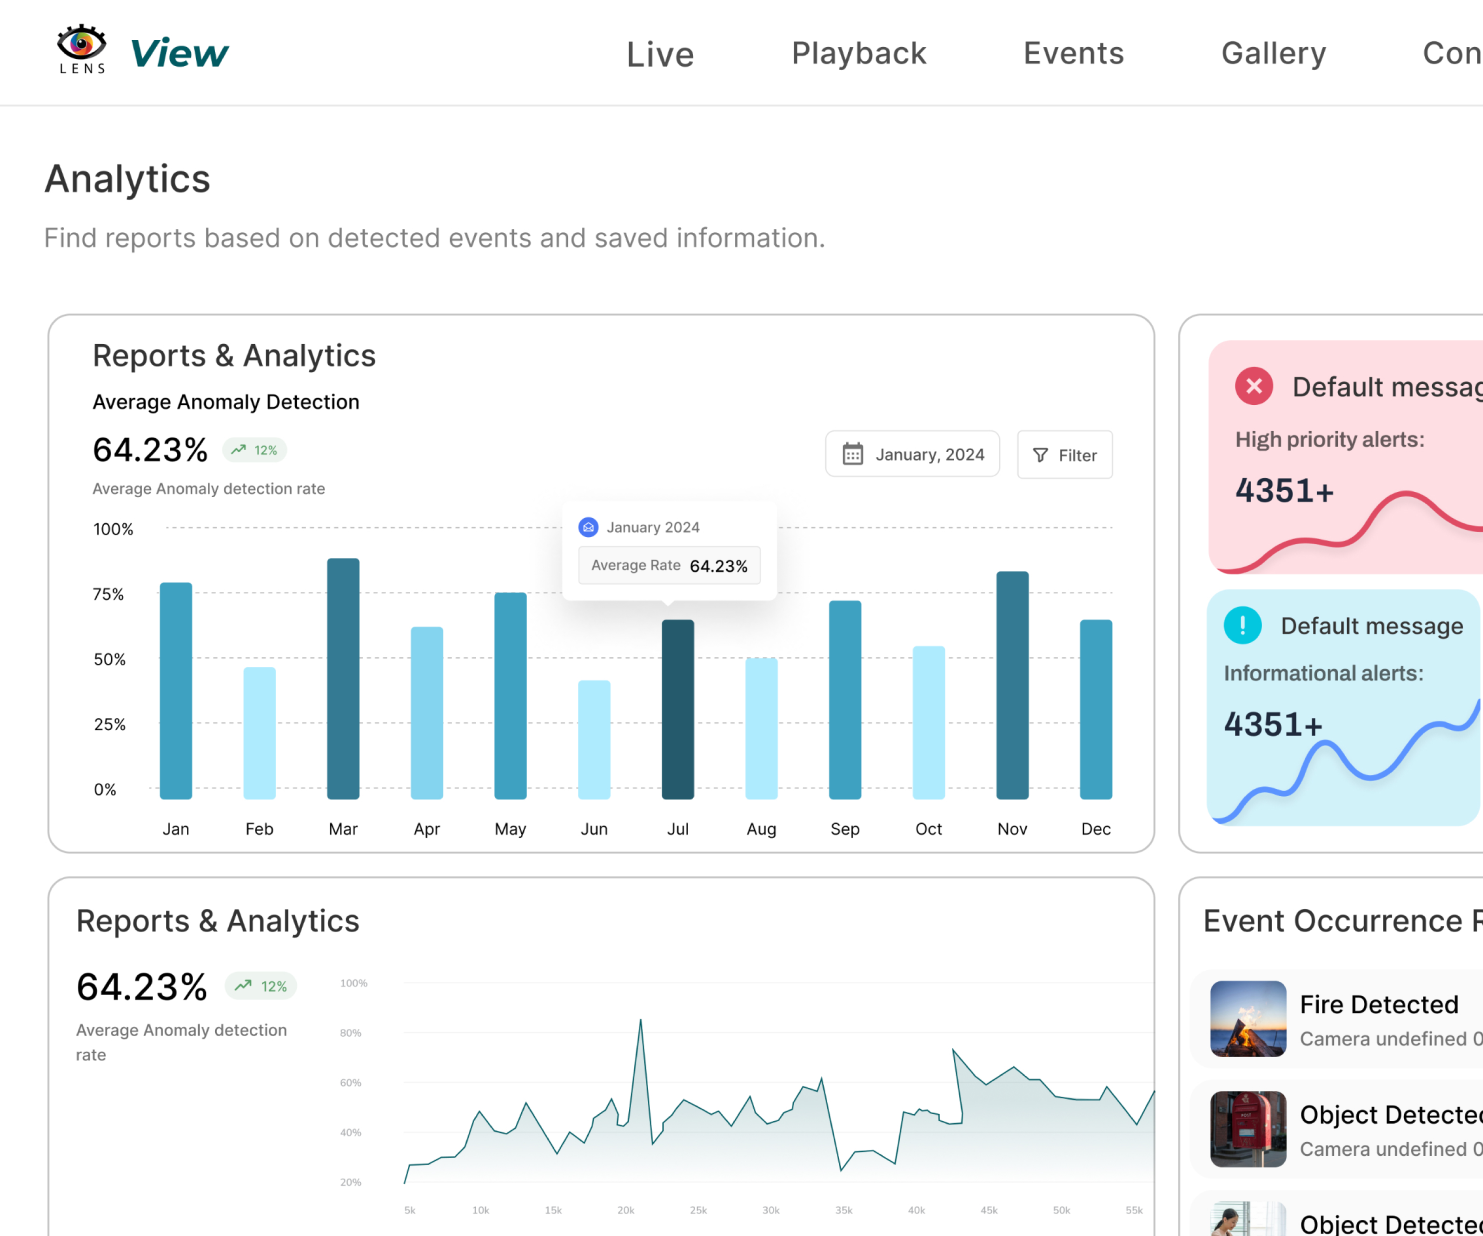 LENS View
Live Playback Events Gallery Con
Analytics
Find reports based on detected events and saved information.
Reports & Analytics
Average Anomaly Detection
64.23% 12%
Average Anomaly detection rate
January, 2024
Filter
January 2024
Average Rate 64.23%
100%
75%
50%
25%
0%
Jan Feb Mar Apr May Jun Jul Aug Sep Oct Nov Dec
Default messag
High priority alerts:
4351+
Default message
Informational alerts:
4351+
Reports & Analytics
64.23% 12%
Average Anomaly detection
rate
100%
80%
60%
40%
20%
5k 10k 15k 20k 25k 30k 35k 40k 45k 50k 55k
Event Occurrence R
Fire Detected
Camera undefined 0
Object Detected
Camera undefined 0
Object Detected